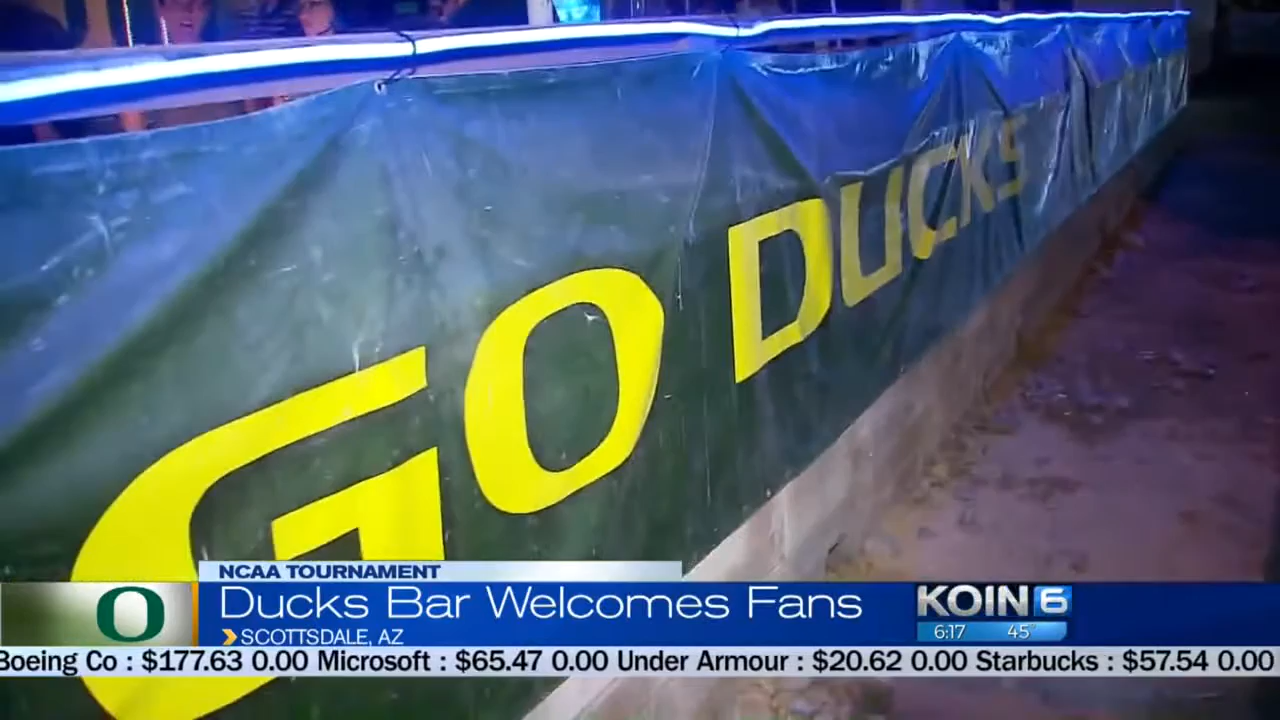 GO DUCKS
NCAA TOURNAMENT
O
Ducks Bar Welcomes Fans
KOIN 6
SCOTTSDALE, AZ
6:17 45°
Boeing Co : $177.63 0.00 Microsoft : $65.47 0.00 Under Armour : $20.62 0.00 Starbucks : $57.54 0.00